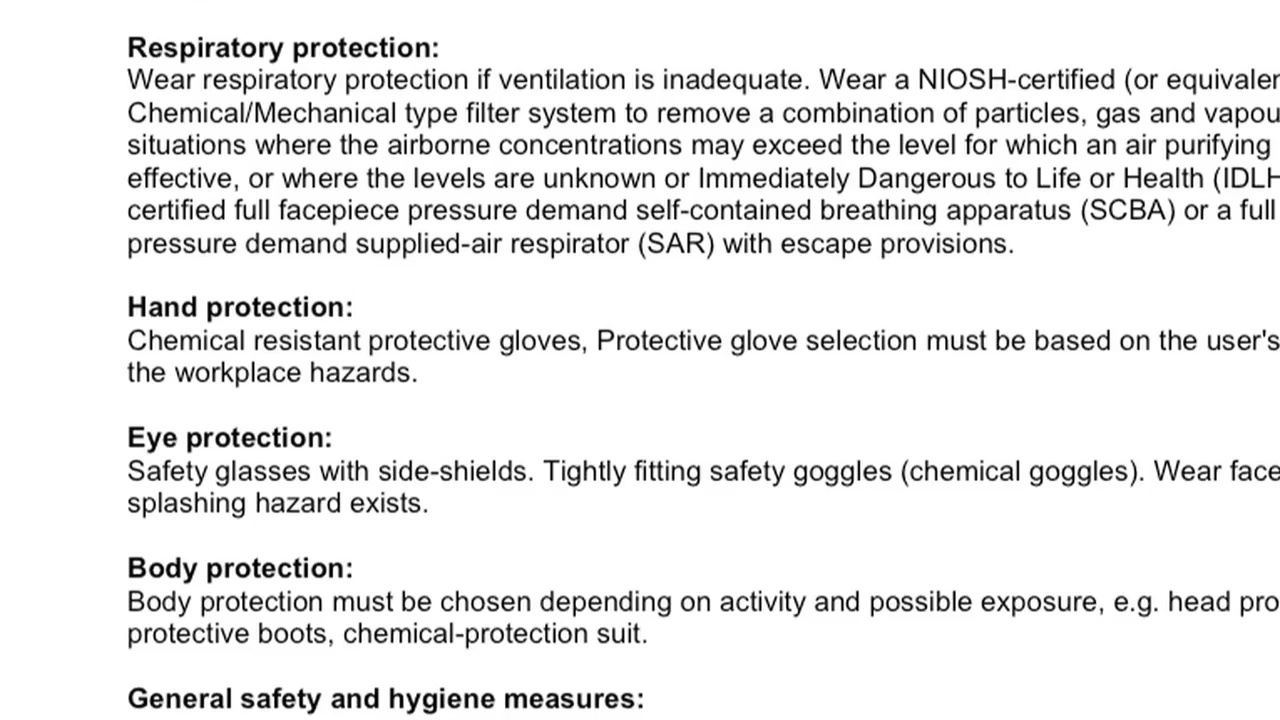 Respiratory protection:
Wear respiratory protection if ventilation is inadequate. Wear a NIOSH-certified (or
Chemical/Mechanical type filter system to remove a combination of particles, gas and
situations where the airborne concentrations may exceed the level for which an air purifying
effective, or where the levels are unknown or Immediately Dangerous to Life or Health
certified full facepiece pressure demand self-contained breathing apparatus (SCBA) or a full
pressure demand supplied-air respirator (SAR) with escape provisions.
Hand protection:
Chemical resistant protective gloves, Protective glove selection must be based on the user's
the workplace hazards.
Eye protection:
Safety glasses with side-shields. Tightly fitting safety goggles (chemical goggles). Wear face
splashing hazard exists.
Body protection:
Body protection must be chosen depending on activity and possible exposure, e.g. head
protective boots, chemical-protection suit.
General safety and hygiene measures: